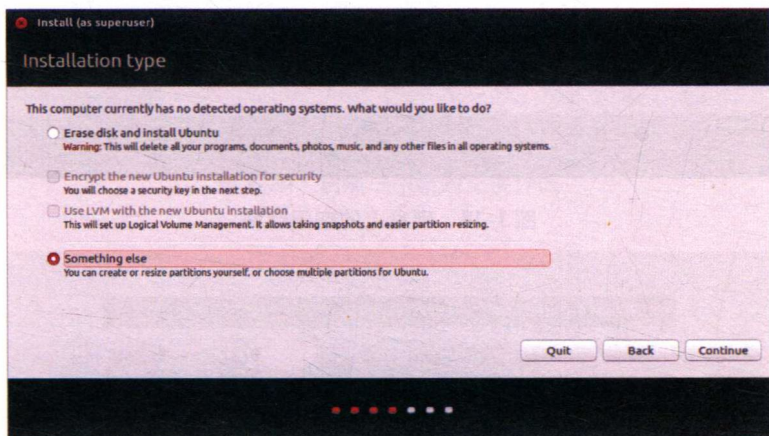 Install (as superuser)
Installation type
This computer currently has no detected operating systems. What would you like to do?
Erase disk and install Ubuntu
Warning: This will delete all your programs, documents, photos, music, and any other files in all operating systems.
Encrypt the new Ubuntu installation for security
You will choose a security key in the next step.
Use LVM with the new Ubuntu installation
This will set up Logical Volume Management. It allows taking snapshots and easier partition resizing.
Something else
You can create or resize partitions yourself, or choose multiple partitions for Ubuntu.
Quit Back Continue